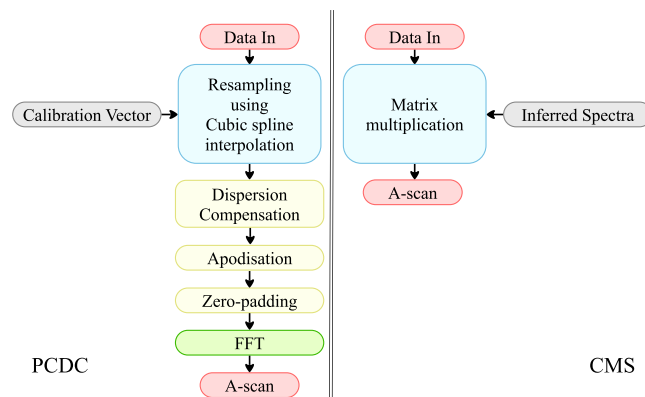 Data In
Resampling
using
Cubic spline
interpolation
Calibration Vector
Dispersion
Compensation
Apodisation
Zero-padding
FFT
A-scan
PCDC
Data In
Matrix
multiplication
Inferred Spectra
A-scan
CMS